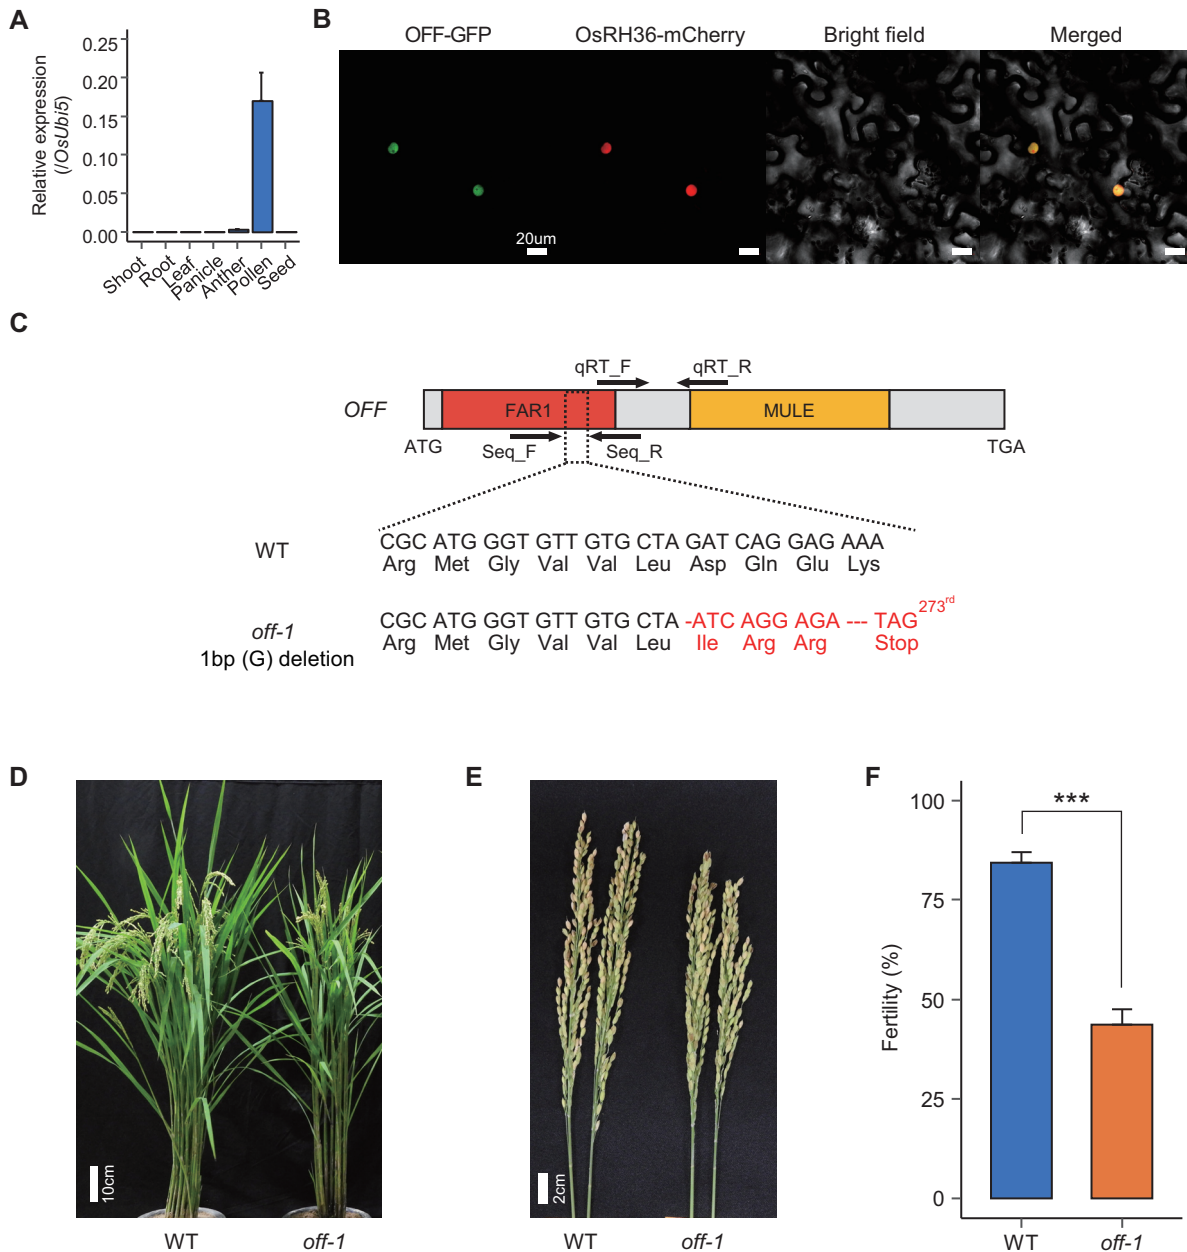 A
Relative expression
(/OsUbi5)
0.25
0.20
0.15
0.10
0.05
0.00
Shoot
Root
Leaf
Panicle
Anther
Pollen
Seed
B
OFF-GFP
OsRH36-mCherry
Bright field
Merged
20um
C
qRT_F
qRT_R
OFF
FAR1
MULE
ATG
TGA
Seq_F
Seq_R
WT
CGC ATG GGT GTT GTG CTA GAT CAG GAG AAA
Arg Met Gly Val Val Leu Asp Gln Glu Lys
off-1
1bp (G) deletion
CGC ATG GGT GTT GTG CTA -ATC AGG AGA --- TAG273rd
Arg Met Gly Val Val Leu Ile Arg Arg Stop
D
10cm
WT
off-1
E
2cm
WT
off-1
F
Fertility (%)
100
75
50
25
0
***
WT
off-1